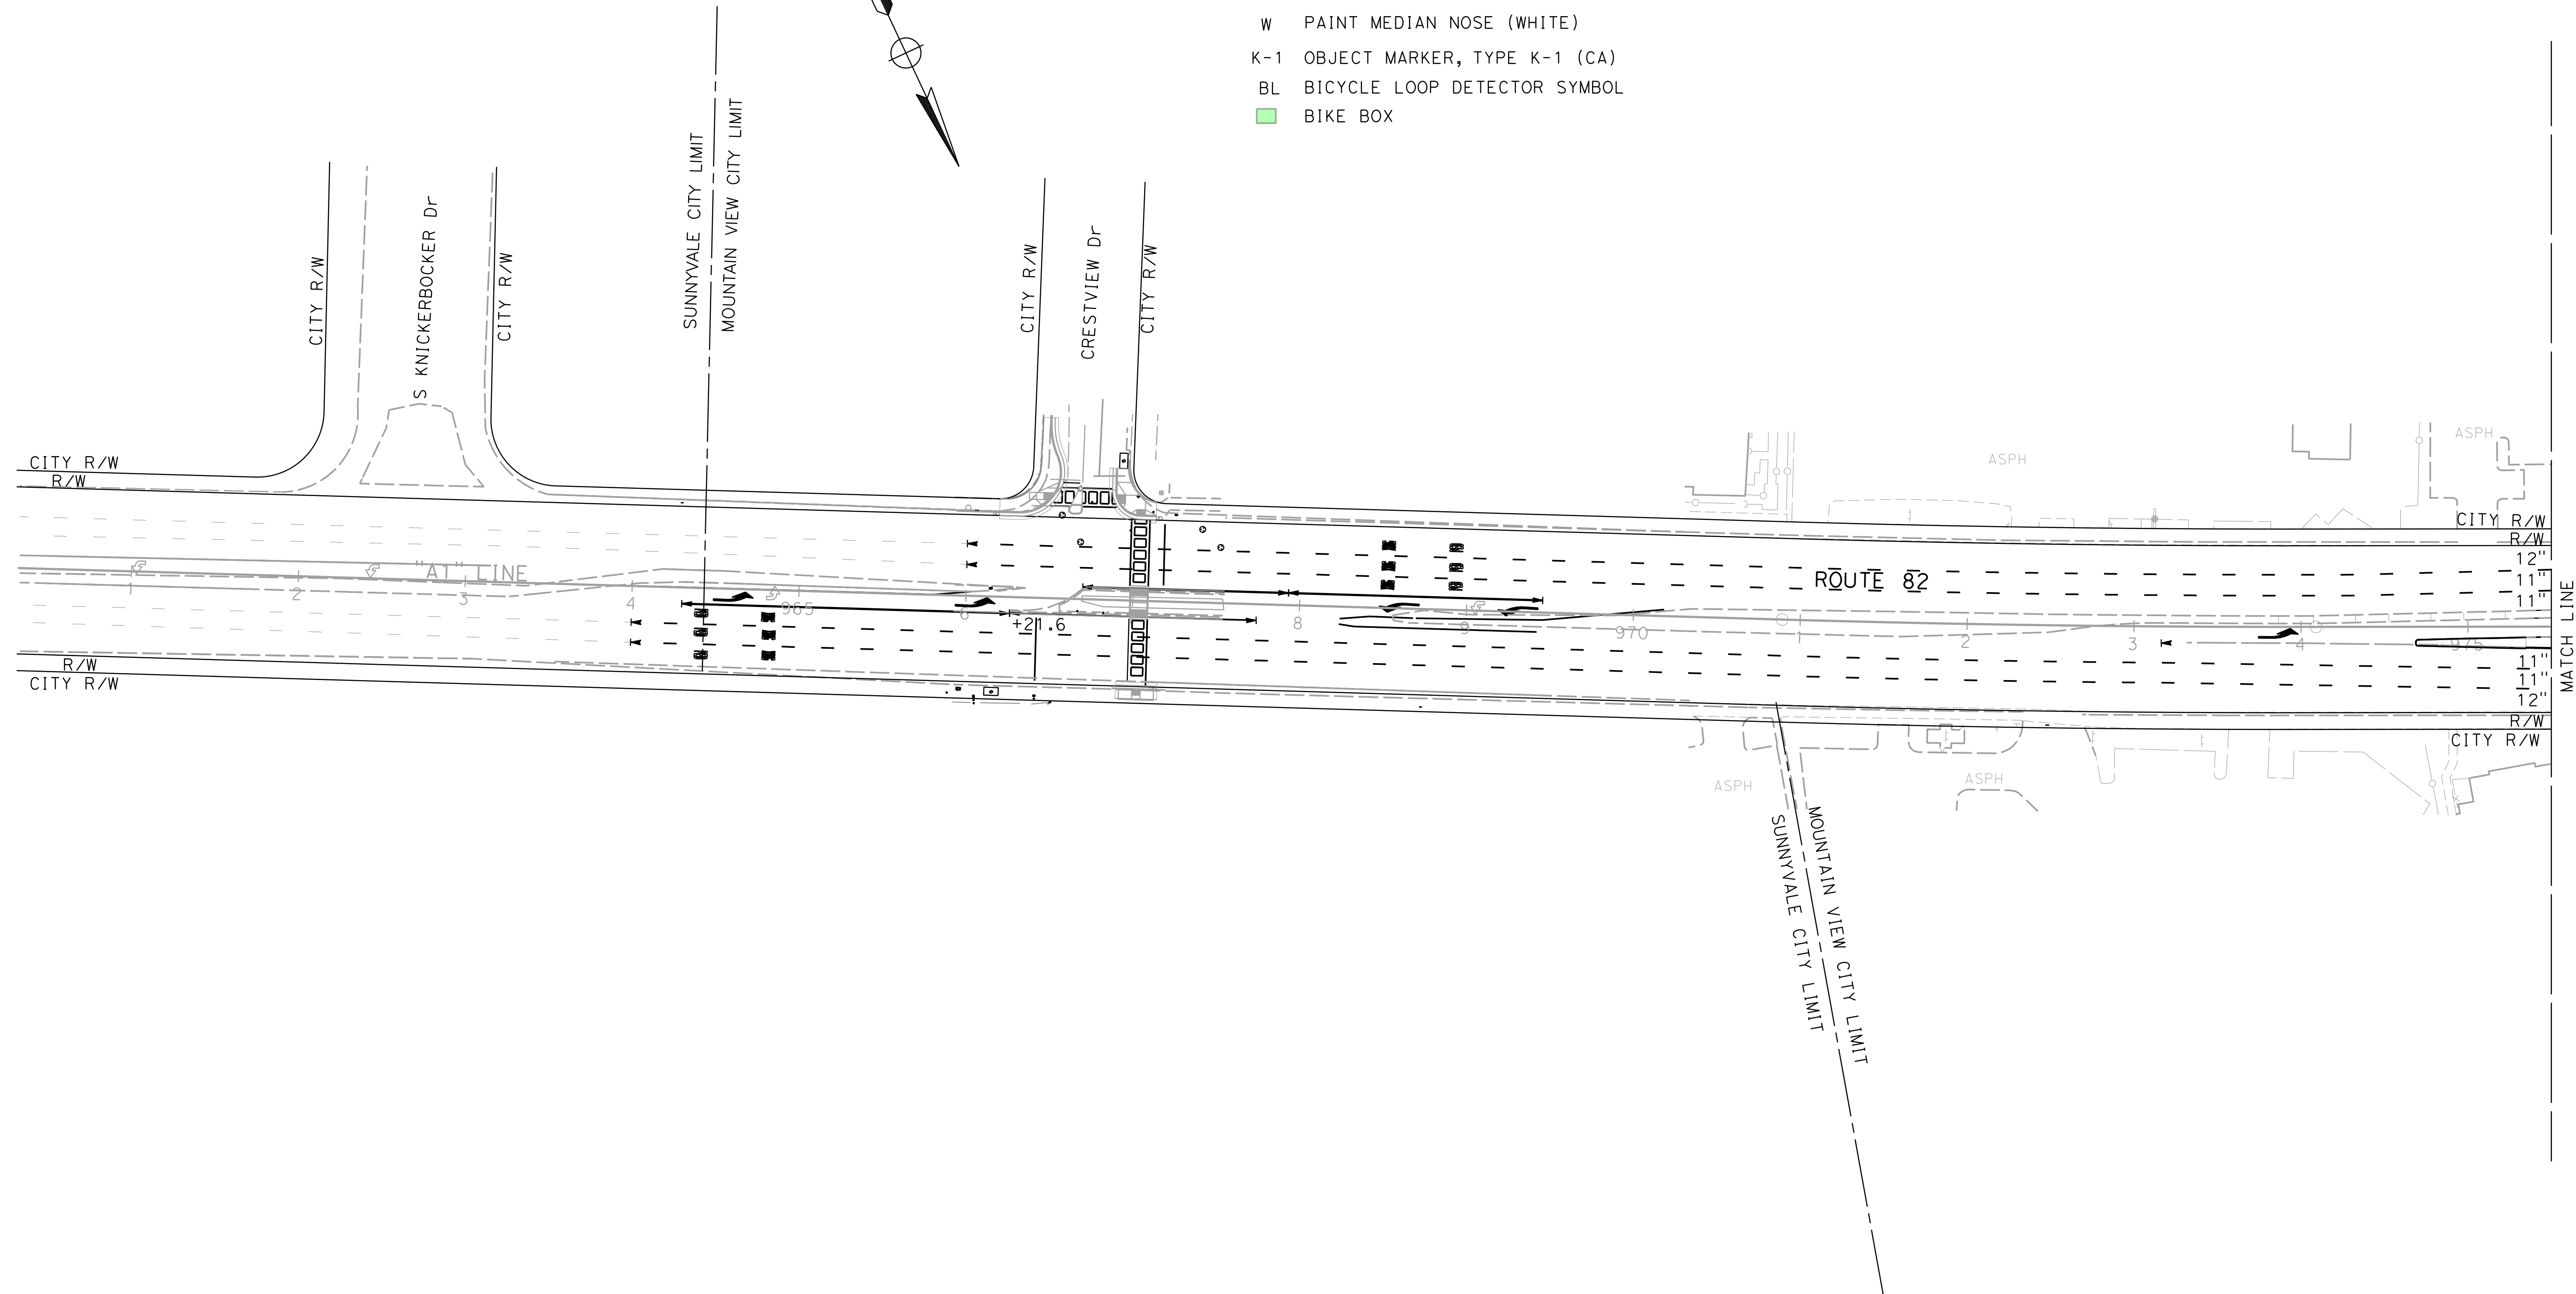 W PAINT MEDIAN NOSE (WHITE)
K-1 OBJECT MARKER, TYPE K-1 (CA)
BL BICYCLE LOOP DETECTOR SYMBOL
BIKE BOX
CITY R/W
S KNICKERBOCKER Dr
CITY R/W
SUNNYVALE CITY LIMIT
MOUNTAIN VIEW CITY LIMIT
CITY R/W
CRESTVIEW Dr
CITY R/W
CITY R/W
R/W
ASPH
ASPH
CITY R/W
R/W
12"
11"
11"
"A1" LINE
ROUTE 82
1
2
3
4
965
6
+21.6
8
9
970
1
2
3
4
975
MATCH LINE
R/W
CITY R/W
11"
11"
12"
R/W
CITY R/W
ASPH
ASPH
MOUNTAIN VIEW CITY LIMIT
SUNNYVALE CITY LIMIT